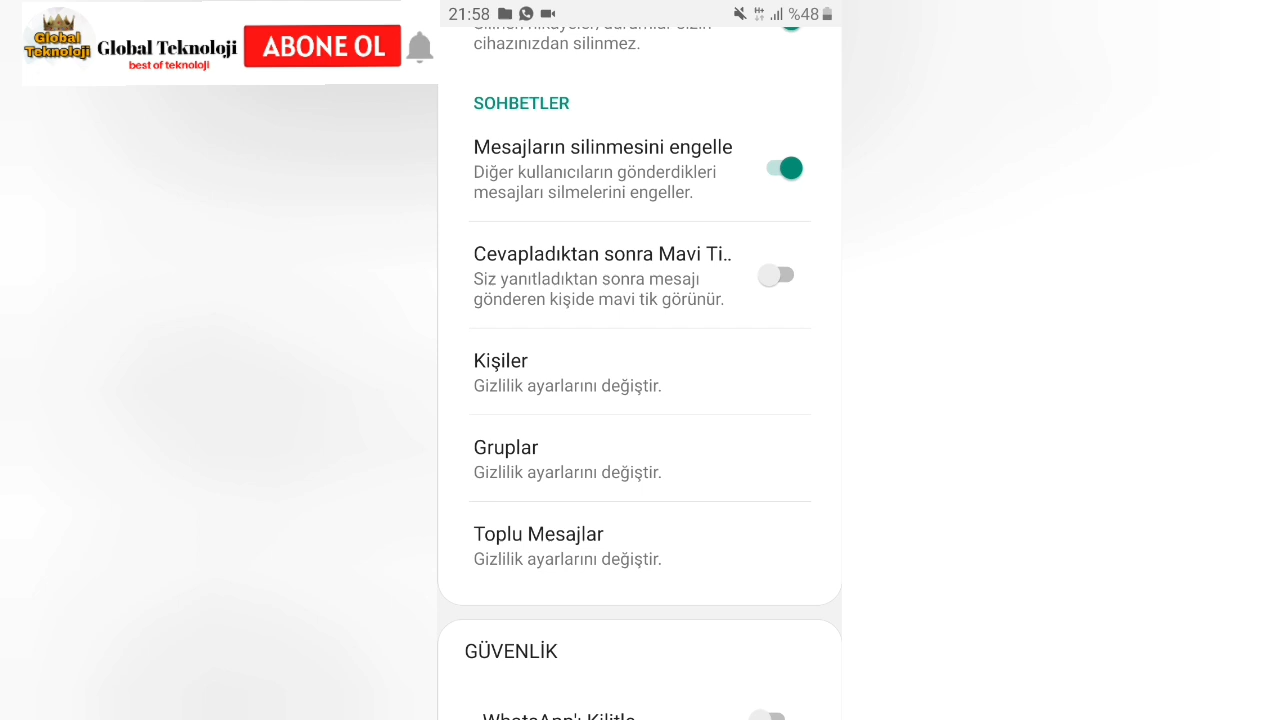 Global
Teknoloji
Global Teknoloji
best of teknoloji
ABONE OL
21:58
%48
cihazınızdan silinmez.
SOHBETLER
Mesajların silinmesini engelle
Diğer kullanıcıların gönderdikleri
mesajları silmelerini engeller.
Cevapladıktan sonra Mavi Ti..
Siz yanıtladıktan sonra mesajı
gönderen kişide mavi tik görünür.
Kişiler
Gizlilik ayarlarını değiştir.
Gruplar
Gizlilik ayarlarını değiştir.
Toplu Mesajlar
Gizlilik ayarlarını değiştir.
GÜVENLİK
WhatsApp'ı Kilitle